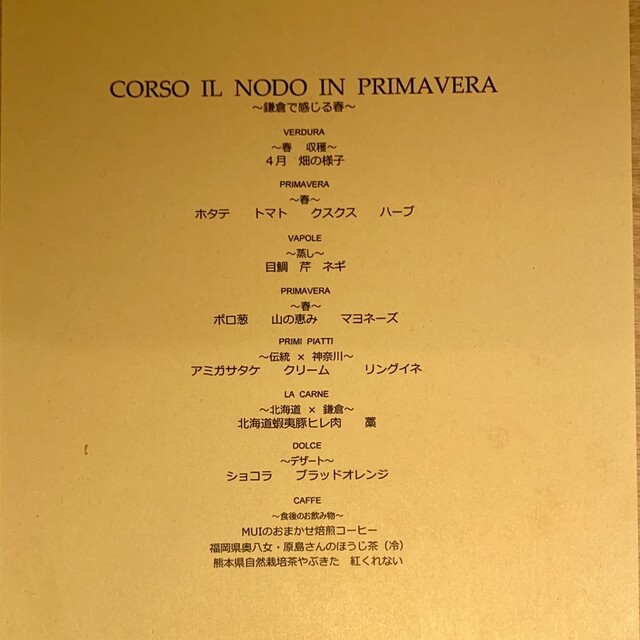 CORSO IL NODO IN PRIMAVERA
～鎌倉で感じる春～
VERDURA
～春　収穫～
４月　畑の様子
PRIMAVERA
～春～
ホタテ　トマト　クスクス　ハーブ
VAPOLE
～蒸し～
目鯛　芹　ネギ
PRIMAVERA
～春～
ポロ葱　山の恵み　マヨネーズ
PRIMI PIATTI
～伝統 × 神奈川～
アミガサタケ　クリーム　リングイネ
LA CARNE
～北海道 × 鎌倉～
北海道蝦夷豚ヒレ肉　藁
DOLCE
～デザート～
ショコラ　ブラッドオレンジ
CAFFE
～食後のお飲み物～
MUIのおまかせ焙煎コーヒー
福岡県奥八女・原島さんのほうじ茶（冷）
熊本県自然栽培茶やぶきた　紅くれない